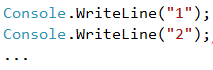 Console.WriteLine("1");
Console.WriteLine("2");
...